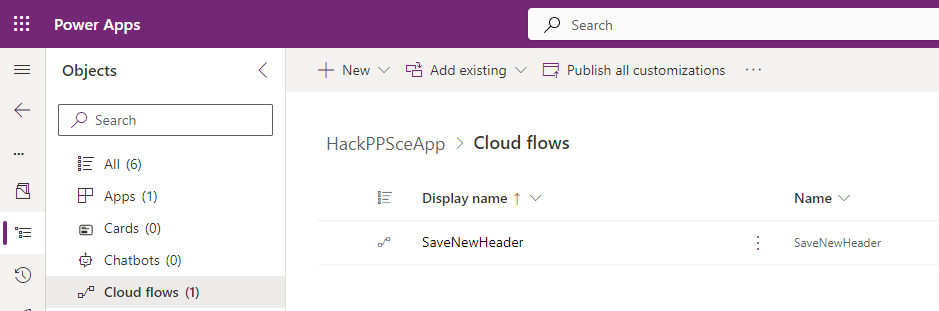 Power Apps
Search
Objects
New
Add existing
Publish all customizations
...
Search
...
HackPPSceApp > Cloud flows
All (6)
Apps (1)
Display name ↑
Name
Cards (0)
SaveNewHeader
SaveNewHeader
Chatbots (0)
Cloud flows (1)